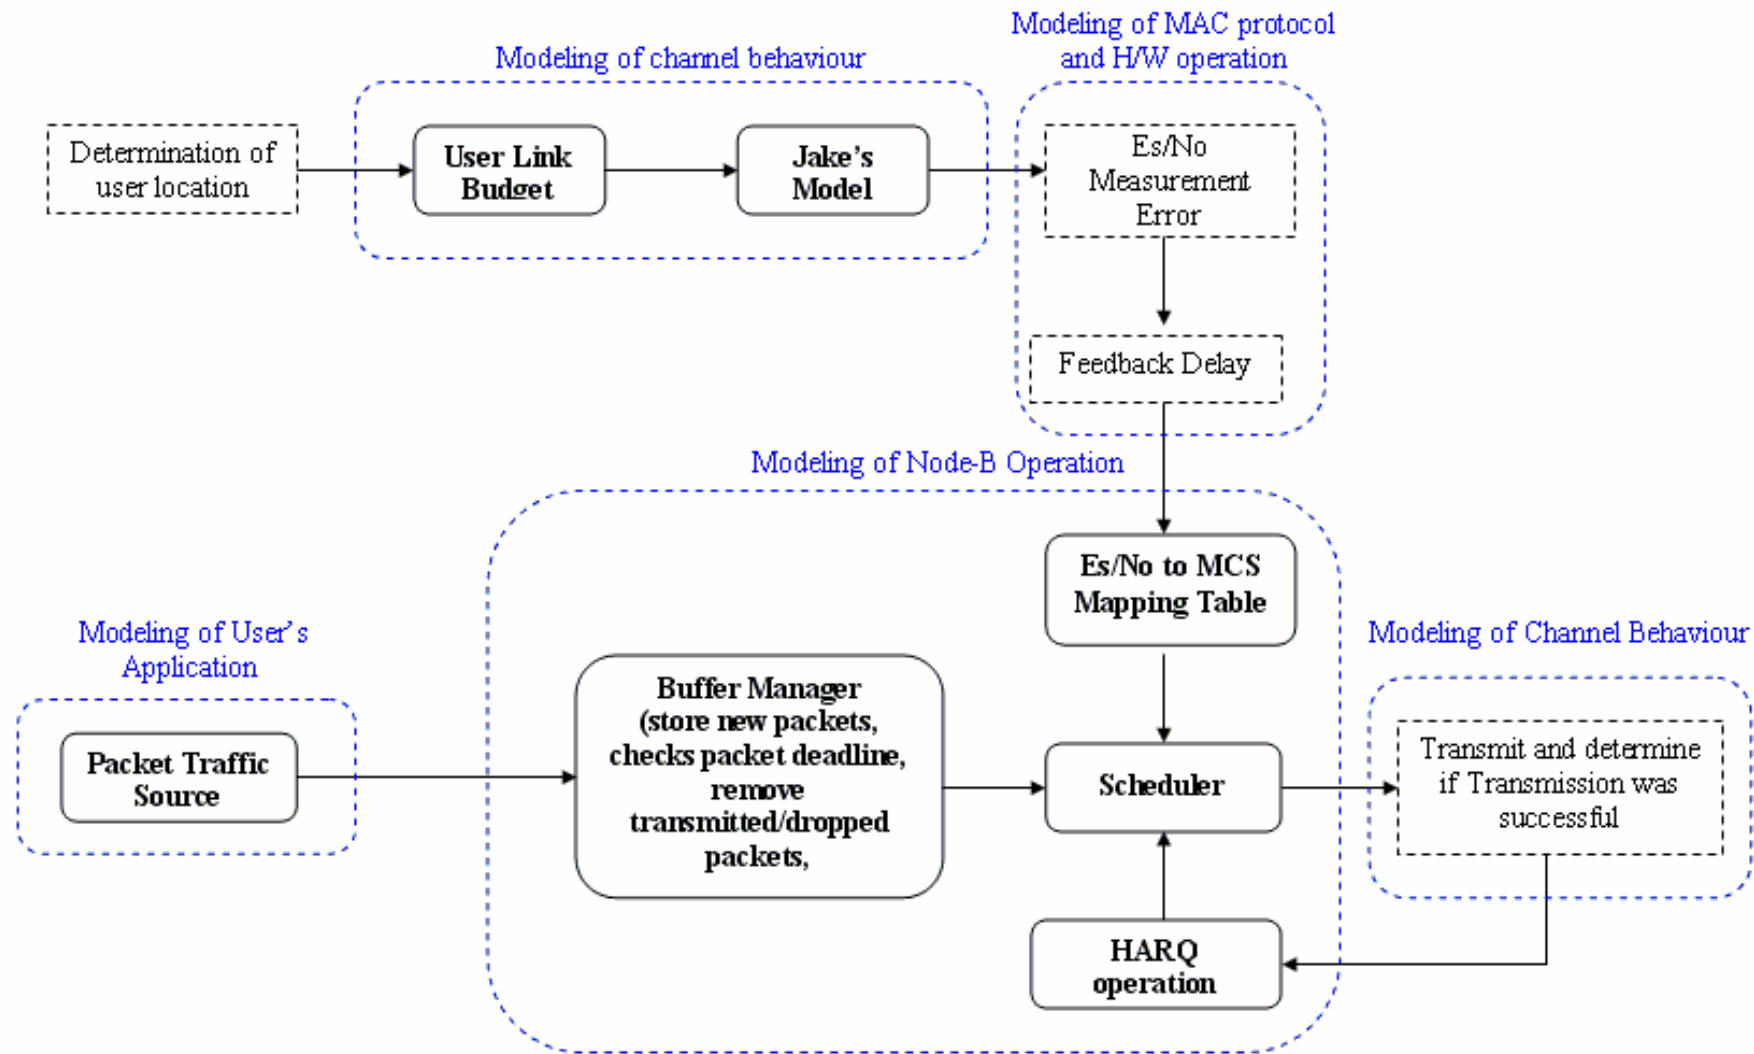 Modeling of MAC protocol
and H/W operation
Modeling of channel behaviour
Determination of
user location
User Link
Budget
Jake's
Model
Es/No
Measurement
Error
Feedback Delay
Modeling of Node-B Operation
Es/No to MCS
Mapping Table
Modeling of User's
Application
Modeling of Channel Behaviour
Packet Traffic
Source
Buffer Manager
(store new packets,
checks packet deadline,
remove
transmitted/dropped
packets,
Scheduler
Transmit and determine
if Transmission was
successful
HARQ
operation